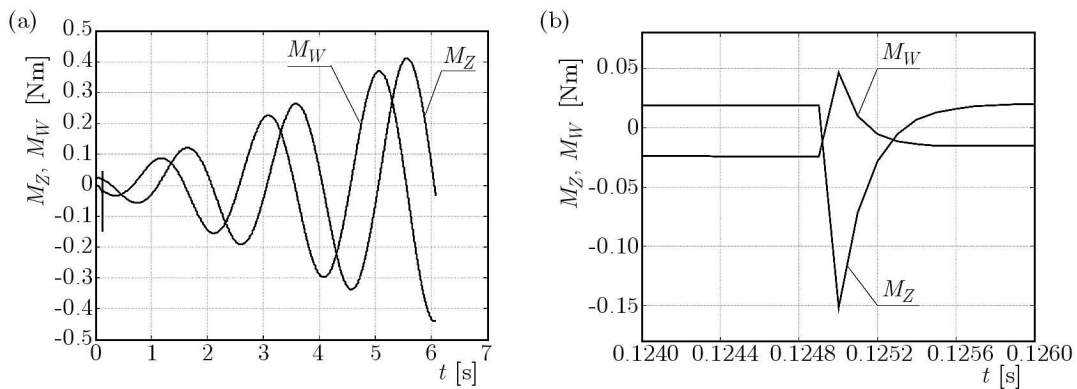 (a)
M_Z, M_W [Nm]
0.5
0.4
0.3
0.2
0.1
0
-0.1
-0.2
-0.3
-0.4
-0.5
M_W
M_Z
0 1 2 3 4 5 6 7
t [s]
(b)
M_Z, M_W [Nm]
0.05
0
-0.05
-0.10
-0.15
M_W
M_Z
0.1240 0.1244 0.1248 0.1252 0.1256 0.1260
t [s]